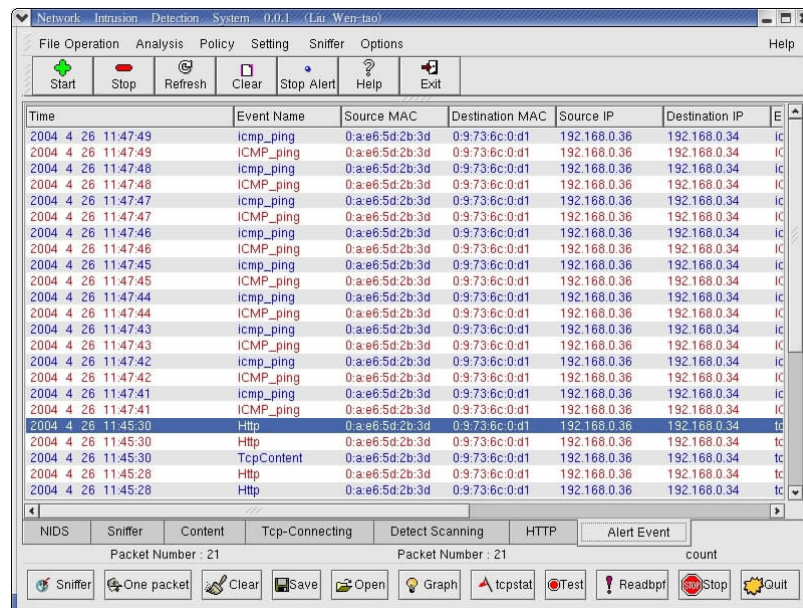 Network Intrusion Detection System 0.0.1 (Liu Wen-tao)
File Operation Analysis Policy Setting Sniffer Options Help
Start Stop Refresh Clear Stop Alert Help Exit
Time Event Name Source MAC Destination MAC Source IP Destination IP E
2004 4 26 11:47:49 icmp_ping 0:a:e6:5d:2b:3d 0:9:73:6c:0:d1 192.168.0.36 192.168.0.34 ic
2004 4 26 11:47:49 ICMP_ping 0:a:e6:5d:2b:3d 0:9:73:6c:0:d1 192.168.0.36 192.168.0.34 IC
2004 4 26 11:47:48 icmp_ping 0:a:e6:5d:2b:3d 0:9:73:6c:0:d1 192.168.0.36 192.168.0.34 ic
2004 4 26 11:47:48 ICMP_ping 0:a:e6:5d:2b:3d 0:9:73:6c:0:d1 192.168.0.36 192.168.0.34 IC
2004 4 26 11:47:47 icmp_ping 0:a:e6:5d:2b:3d 0:9:73:6c:0:d1 192.168.0.36 192.168.0.34 ic
2004 4 26 11:47:47 ICMP_ping 0:a:e6:5d:2b:3d 0:9:73:6c:0:d1 192.168.0.36 192.168.0.34 IC
2004 4 26 11:47:46 icmp_ping 0:a:e6:5d:2b:3d 0:9:73:6c:0:d1 192.168.0.36 192.168.0.34 ic
2004 4 26 11:47:46 ICMP_ping 0:a:e6:5d:2b:3d 0:9:73:6c:0:d1 192.168.0.36 192.168.0.34 IC
2004 4 26 11:47:45 icmp_ping 0:a:e6:5d:2b:3d 0:9:73:6c:0:d1 192.168.0.36 192.168.0.34 ic
2004 4 26 11:47:45 ICMP_ping 0:a:e6:5d:2b:3d 0:9:73:6c:0:d1 192.168.0.36 192.168.0.34 IC
2004 4 26 11:47:44 icmp_ping 0:a:e6:5d:2b:3d 0:9:73:6c:0:d1 192.168.0.36 192.168.0.34 ic
2004 4 26 11:47:44 ICMP_ping 0:a:e6:5d:2b:3d 0:9:73:6c:0:d1 192.168.0.36 192.168.0.34 IC
2004 4 26 11:47:43 icmp_ping 0:a:e6:5d:2b:3d 0:9:73:6c:0:d1 192.168.0.36 192.168.0.34 ic
2004 4 26 11:47:43 ICMP_ping 0:a:e6:5d:2b:3d 0:9:73:6c:0:d1 192.168.0.36 192.168.0.34 IC
2004 4 26 11:47:42 icmp_ping 0:a:e6:5d:2b:3d 0:9:73:6c:0:d1 192.168.0.36 192.168.0.34 ic
2004 4 26 11:47:42 ICMP_ping 0:a:e6:5d:2b:3d 0:9:73:6c:0:d1 192.168.0.36 192.168.0.34 IC
2004 4 26 11:47:41 icmp_ping 0:a:e6:5d:2b:3d 0:9:73:6c:0:d1 192.168.0.36 192.168.0.34 ic
2004 4 26 11:47:41 ICMP_ping 0:a:e6:5d:2b:3d 0:9:73:6c:0:d1 192.168.0.36 192.168.0.34 IC
2004 4 26 11:45:30 Http 0:a:e6:5d:2b:3d 0:9:73:6c:0:d1 192.168.0.36 192.168.0.34 tc
2004 4 26 11:45:30 Http 0:a:e6:5d:2b:3d 0:9:73:6c:0:d1 192.168.0.36 192.168.0.34 tc
2004 4 26 11:45:30 TcpContent 0:a:e6:5d:2b:3d 0:9:73:6c:0:d1 192.168.0.36 192.168.0.34 tc
2004 4 26 11:45:28 Http 0:a:e6:5d:2b:3d 0:9:73:6c:0:d1 192.168.0.36 192.168.0.34 tc
2004 4 26 11:45:28 Http 0:a:e6:5d:2b:3d 0:9:73:6c:0:d1 192.168.0.36 192.168.0.34 tc
NIDS Sniffer Content Tcp-Connecting Detect Scanning HTTP Alert Event
Packet Number : 21 Packet Number : 21 count
Sniffer One packet Clear Save Open Graph tcpstat Test Readbpf STOP Stop Quit